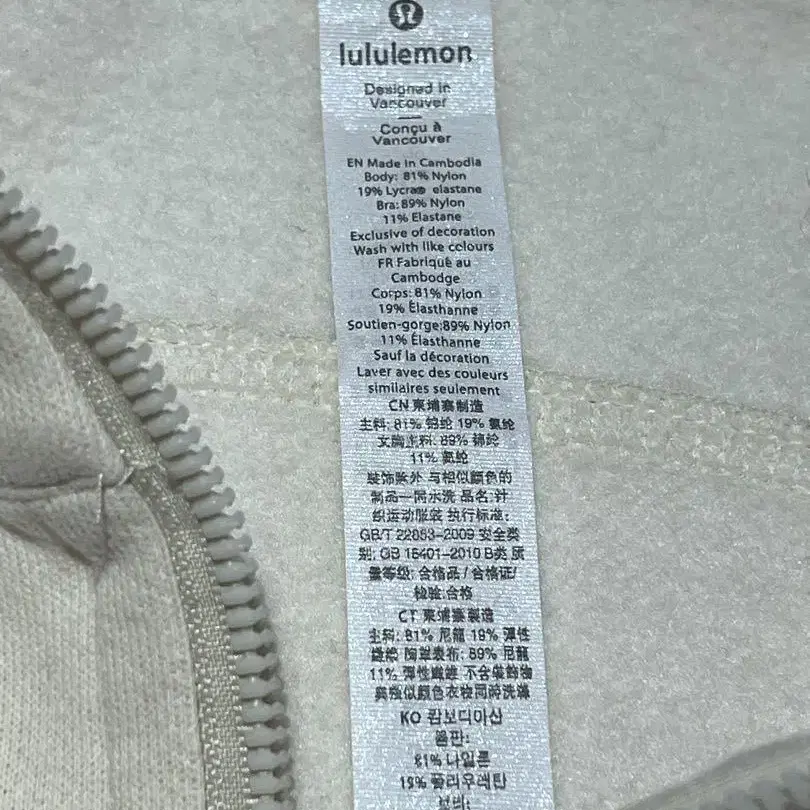 lululemon
Designed in
Vancouver
Conçu à
Vancouver
EN Made in Cambodia
Body: 81% Nylon
19% Lycra® elastane
Bra: 89% Nylon
11% Elastane
Exclusive of decoration
Wash with like colours
FR Fabriqué au
Cambodge
Corps: 81% Nylon
19% Élasthanne
Soutien-gorge:89% Nylon
11% Élasthanne
Sauf la décoration
Laver avec des couleurs
similaires seulement
CN 柬埔寨制造
主料: 81% 锦纶 19% 氨纶
文胸主料: 89% 锦纶
11% 氨纶
装饰除外 与相似颜色的
制品一同水洗 品名:针
织运动服装 执行标准:
GB/T 22853-2009 安全类
别: GB 18401-2010 B类 质
量等级: 合格品/合格证/
检验:合格
CT 柬埔寨製造
主料: 81% 尼龍 19% 彈性
纖維 胸罩表布: 89% 尼龍
11% 彈性纖維 不含裝飾物
與相似顏色衣物同時洗滌
KO 캄보디아산
몸판:
81% 나일론
19% 폴리우레탄
브라: